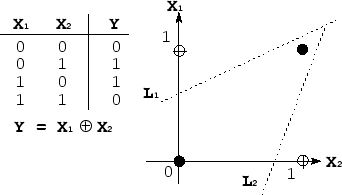 X1 X2 Y
0 0 0
0 1 1
1 0 1
1 1 0
Y = X1 ⊕ X2
X1
1
L1
0
L2
1
X2